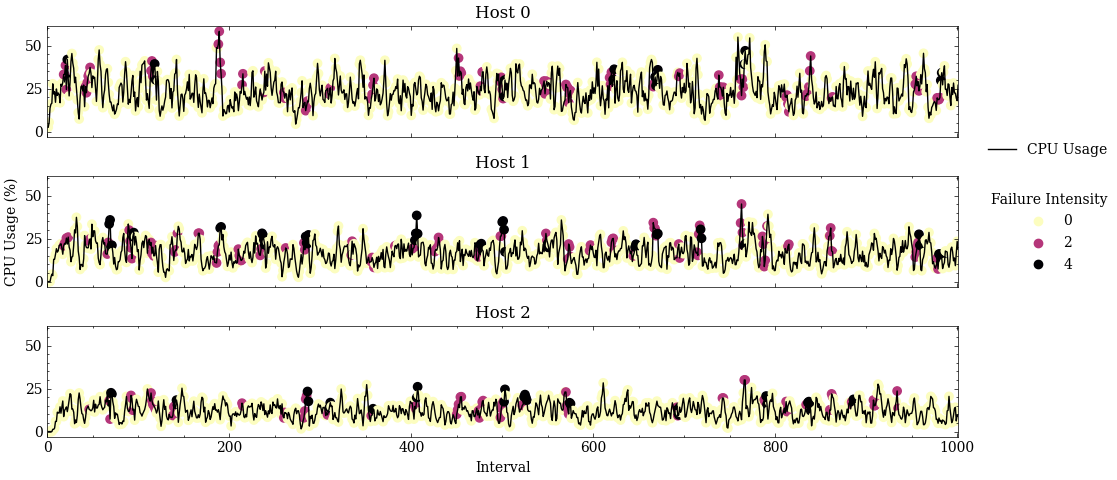 Host 0
50
25
0
Host 1
50
25
0
CPU Usage (%)
Host 2
50
25
0
0 200 400 600 800 1000
Interval
CPU Usage
Failure Intensity
0
2
4